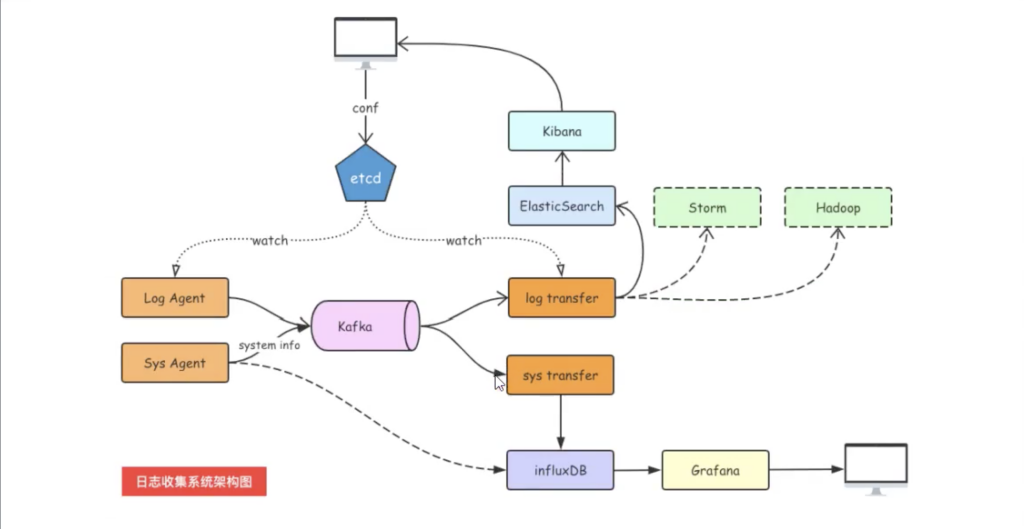 conf
Kibana
etcd
ElasticSearch
Storm
Hadoop
watch
watch
Log Agent
log transfer
Kafka
system info
Sys Agent
sys transfer
influxDB
Grafana
日志收集系统架构图